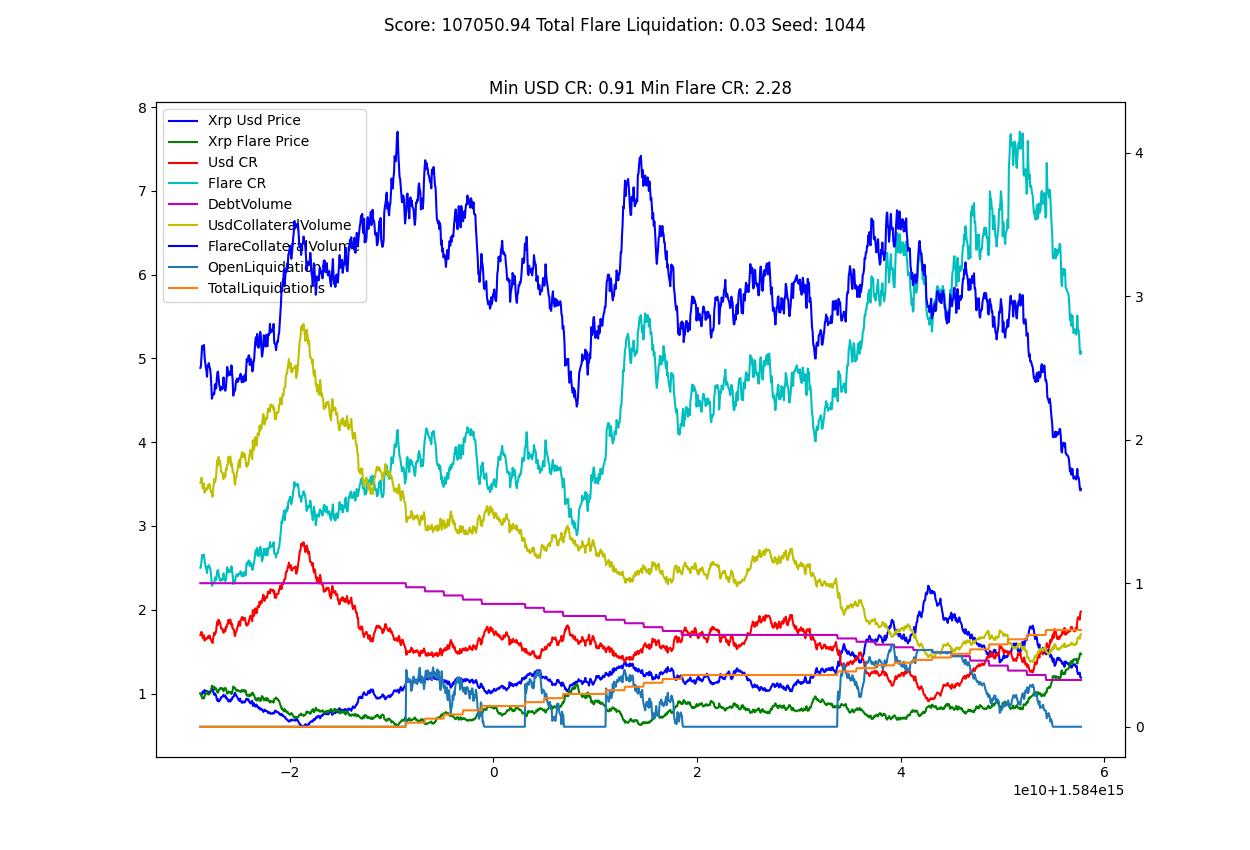 Score: 107050.94 Total Flare Liquidation: 0.03 Seed: 1044
Min USD CR: 0.91 Min Flare CR: 2.28
Xrp Usd Price
Xrp Flare Price
Usd CR
Flare CR
DebtVolume
UsdCollateralVolume
FlareCollateralVolume
OpenLiquidations
TotalLiquidations
8
7
6
5
4
3
2
1
4
3
2
1
0
−2
0
2
4
6
1e10+1.584e15